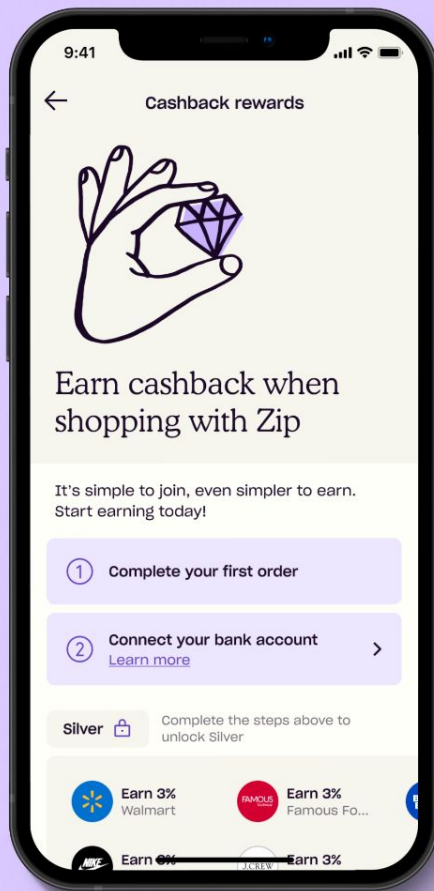 9:41
Cashback rewards
Earn cashback when
shopping with Zip
It's simple to join, even simpler to earn.
Start earning today!
1 Complete your first order
2 Connect your bank account
Learn more
Silver
Complete the steps above to
unlock Silver
Earn 3%
Walmart
FAMOUS
Earn 3%
Famous Fo...
NIKE
Earn
J.CREW
Earn 3%